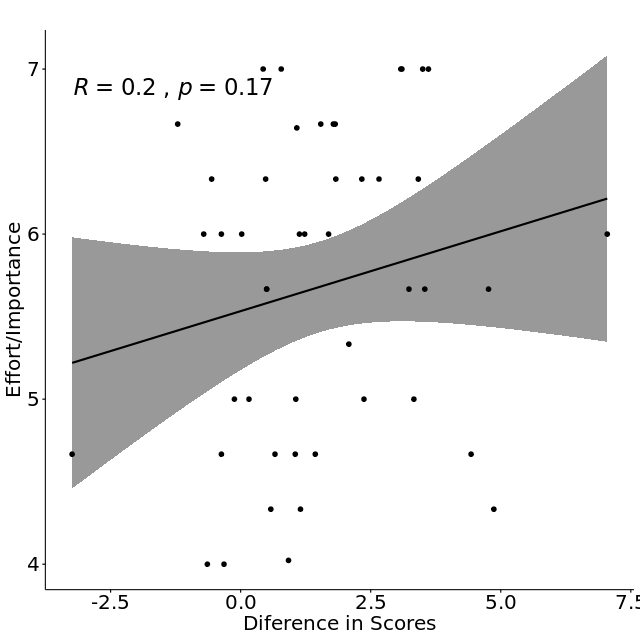 7
R = 0.2 , p = 0.17
6
Effort/Importance
5
4
-2.5 0.0 2.5 5.0 7.5
Diference in Scores